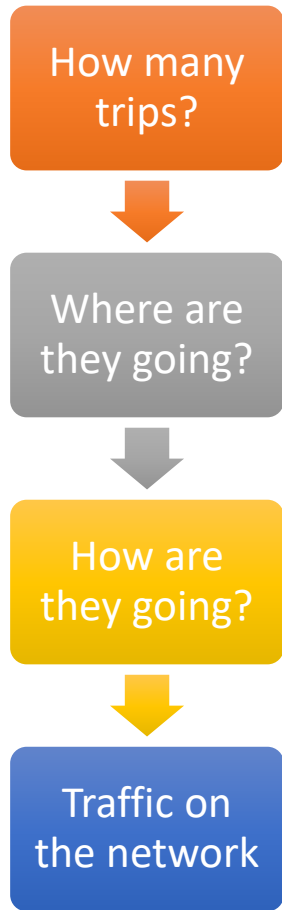 How many
trips?
Where are
they going?
How are
they going?
Traffic on
the network